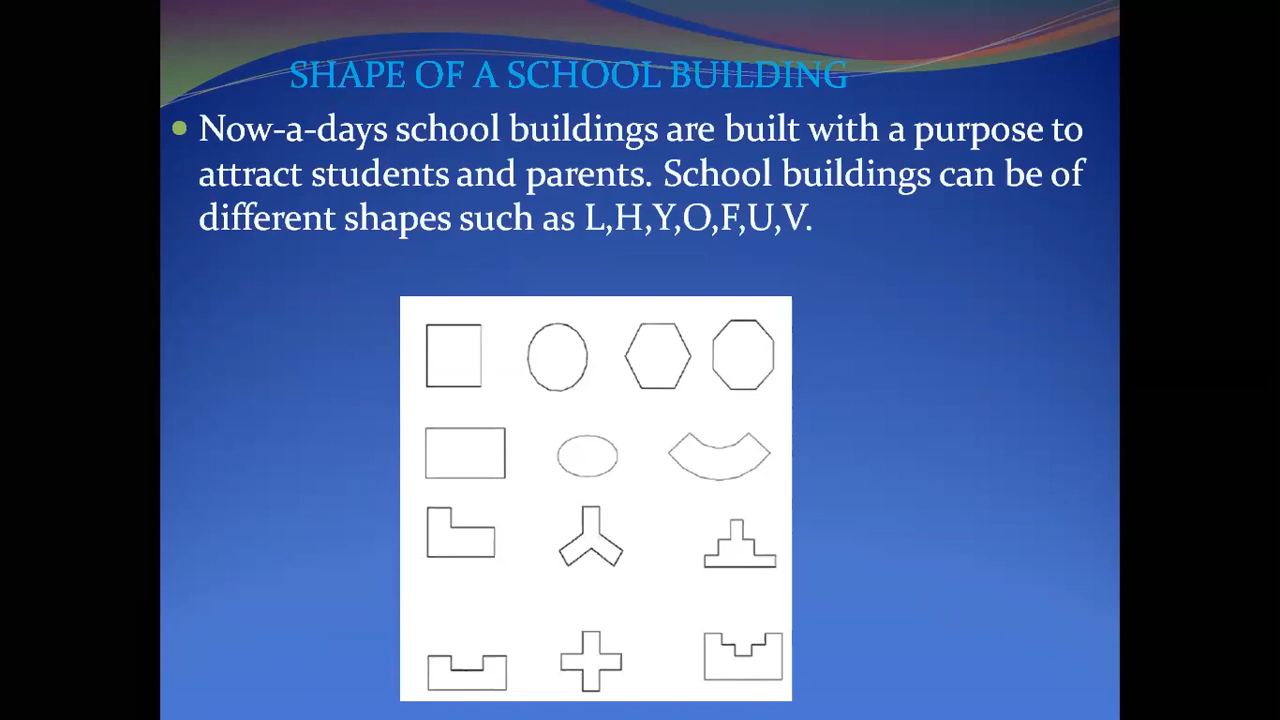 SHAPE OF A SCHOOL BUILDING
Now-a-days school buildings are built with a purpose to
attract students and parents. School buildings can be of
different shapes such as L,H,Y,O,F,U,V.